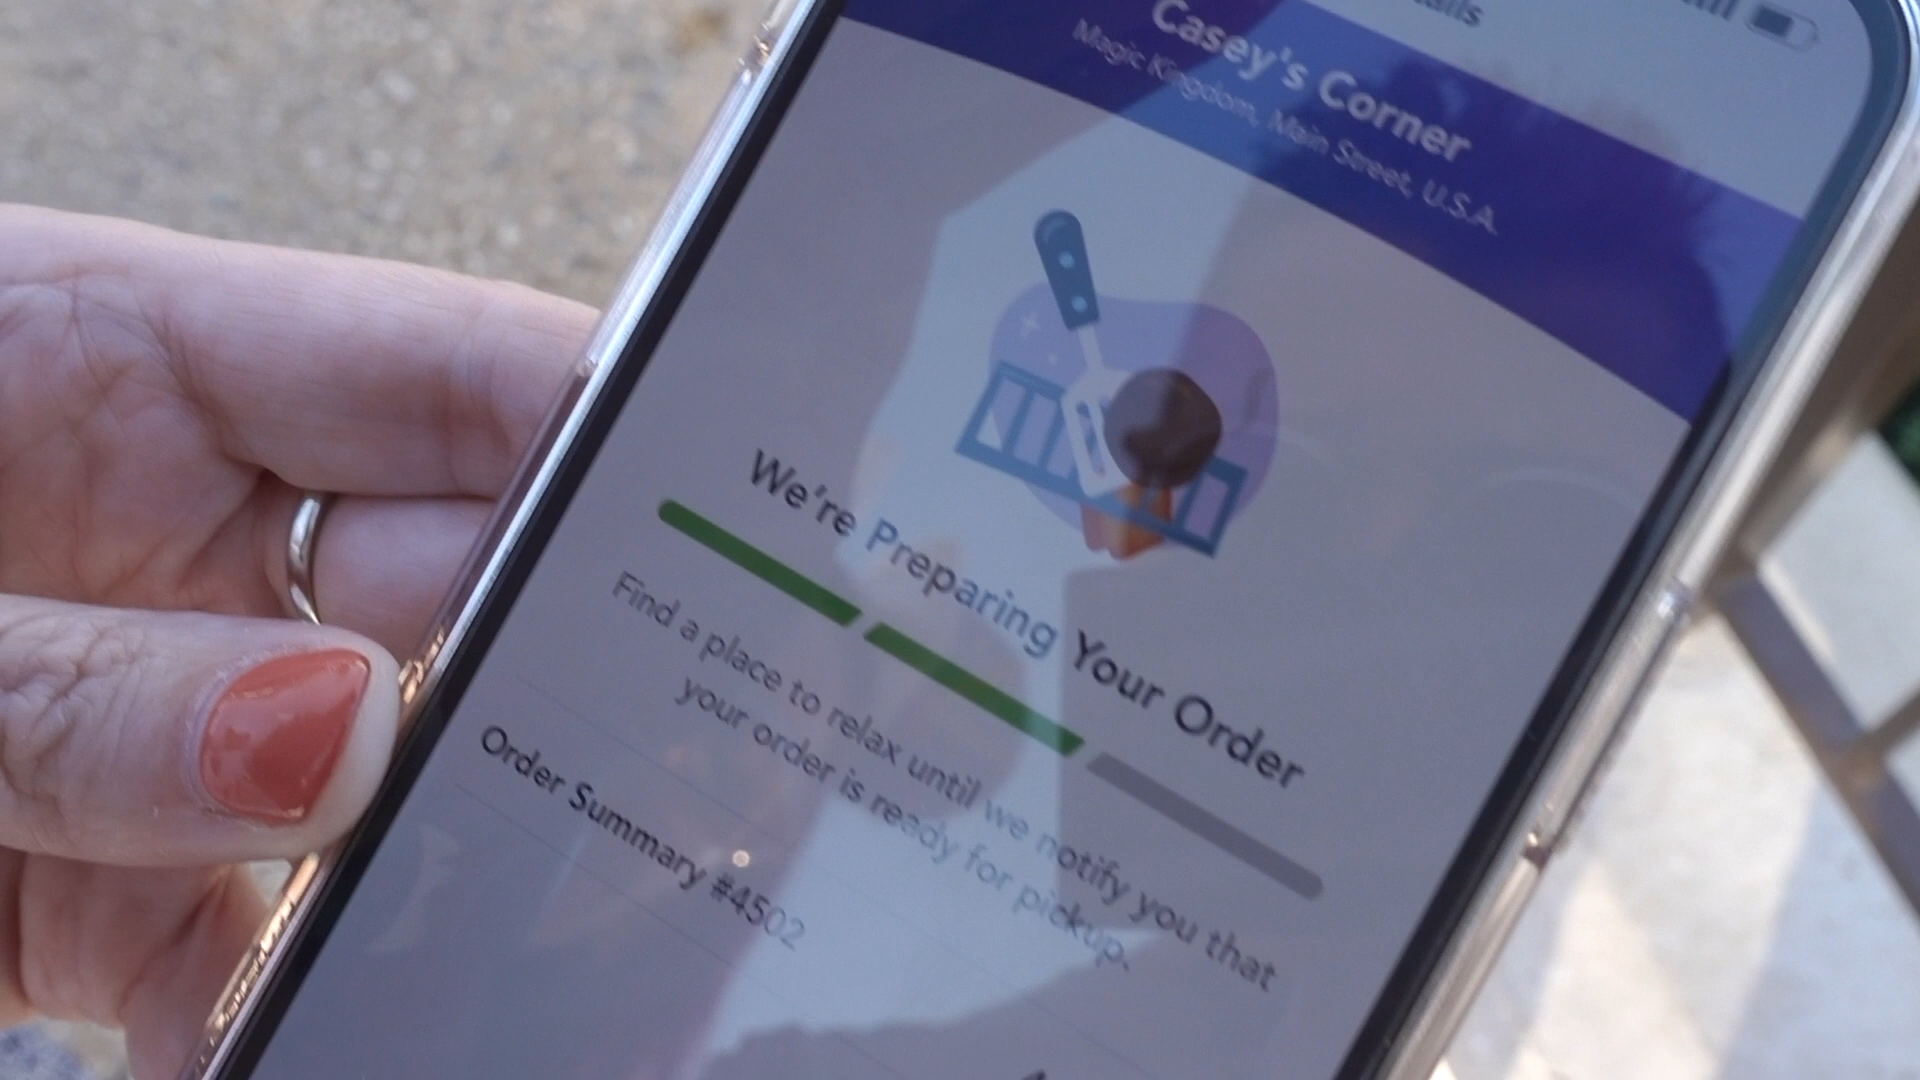 Casey's Corner
Magic Kingdom, Main Street, U.S.A.
We're Preparing Your Order
Find a place to relax until we notify you that
your order is ready for pickup.
Order Summary #4502